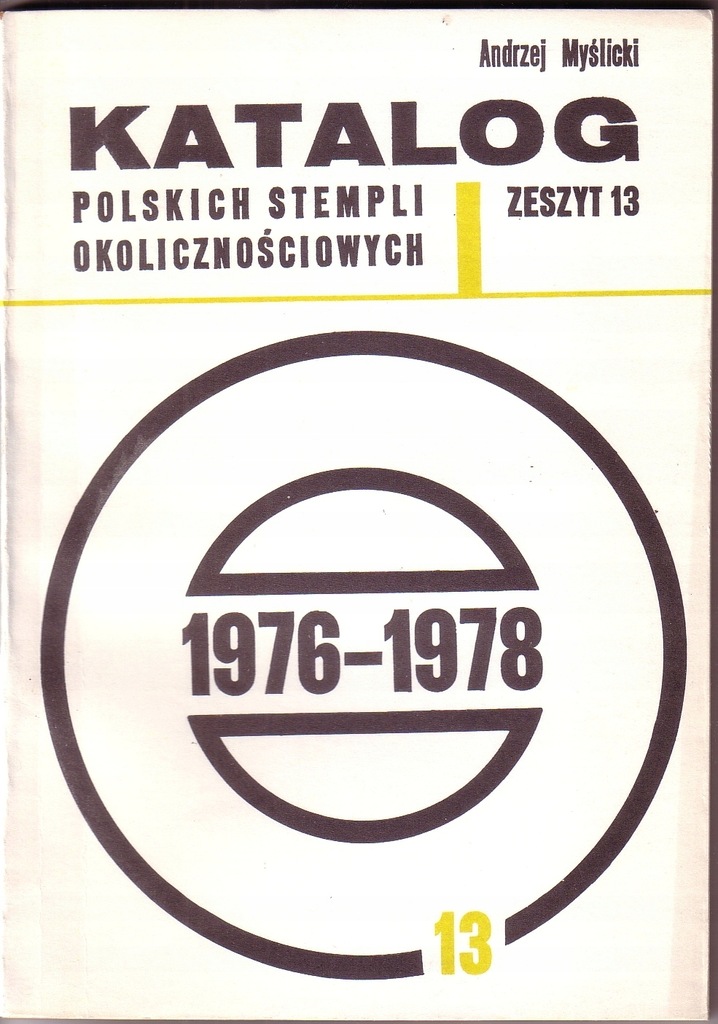 Andrzej Myślicki
KATALOG
POLSKICH STEMPLI
OKOLICZNOŚCIOWYCH
ZESZYT 13
1976-1978
13